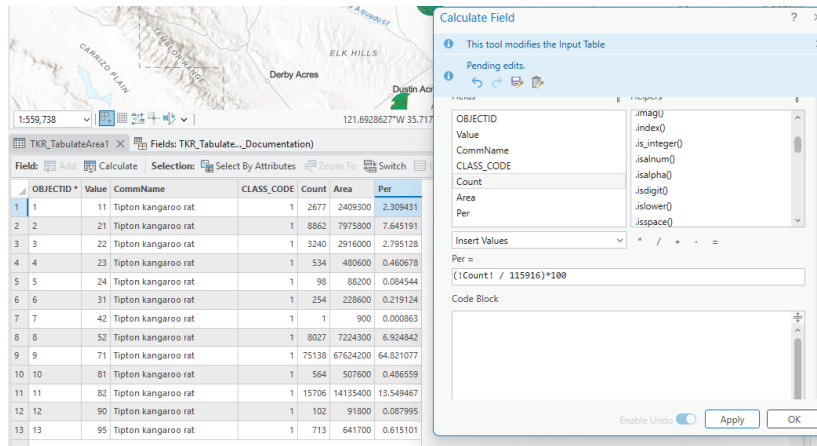 Aqueduct
CARRIZO PLAIN
TEMBLOR RANGE
ELK HILLS
Derby Acres
Dustin Acr
1:559,738
121.6928627°W 35.717
TKR_TabulateArea1
Fields: TKR_Tabulate..._Documentation)
Field: Add Calculate Selection: Select By Attributes Zoom To Switch
OBJECTID * Value CommName CLASS_CODE Count Area Per
1 1 11 Tipton kangaroo rat 1 2677 2409300 2.309431
2 2 21 Tipton kangaroo rat 1 8862 7975800 7.645191
3 3 22 Tipton kangaroo rat 1 3240 2916000 2.795128
4 4 23 Tipton kangaroo rat 1 534 480600 0.460678
5 5 24 Tipton kangaroo rat 1 98 88200 0.084544
6 6 31 Tipton kangaroo rat 1 254 228600 0.219124
7 7 42 Tipton kangaroo rat 1 1 900 0.000863
8 8 52 Tipton kangaroo rat 1 8027 7224300 6.924842
9 9 71 Tipton kangaroo rat 1 75138 67624200 64.821077
10 10 81 Tipton kangaroo rat 1 564 507600 0.486559
11 11 82 Tipton kangaroo rat 1 15706 14135400 13.549467
12 12 90 Tipton kangaroo rat 1 102 91800 0.087995
13 13 95 Tipton kangaroo rat 1 713 641700 0.615101
Calculate Field ?
This tool modifies the Input Table
Pending edits.
Fields Helpers
OBJECTID
Value
CommName
CLASS_CODE
Count
Area
Per
.imag()
.index()
.is_integer()
.isalnum()
.isalpha()
.isdigit()
.islower()
.isspace()
Insert Values * / + - =
Per =
(!Count! / 115916)*100
Code Block
Enable Undo Apply OK